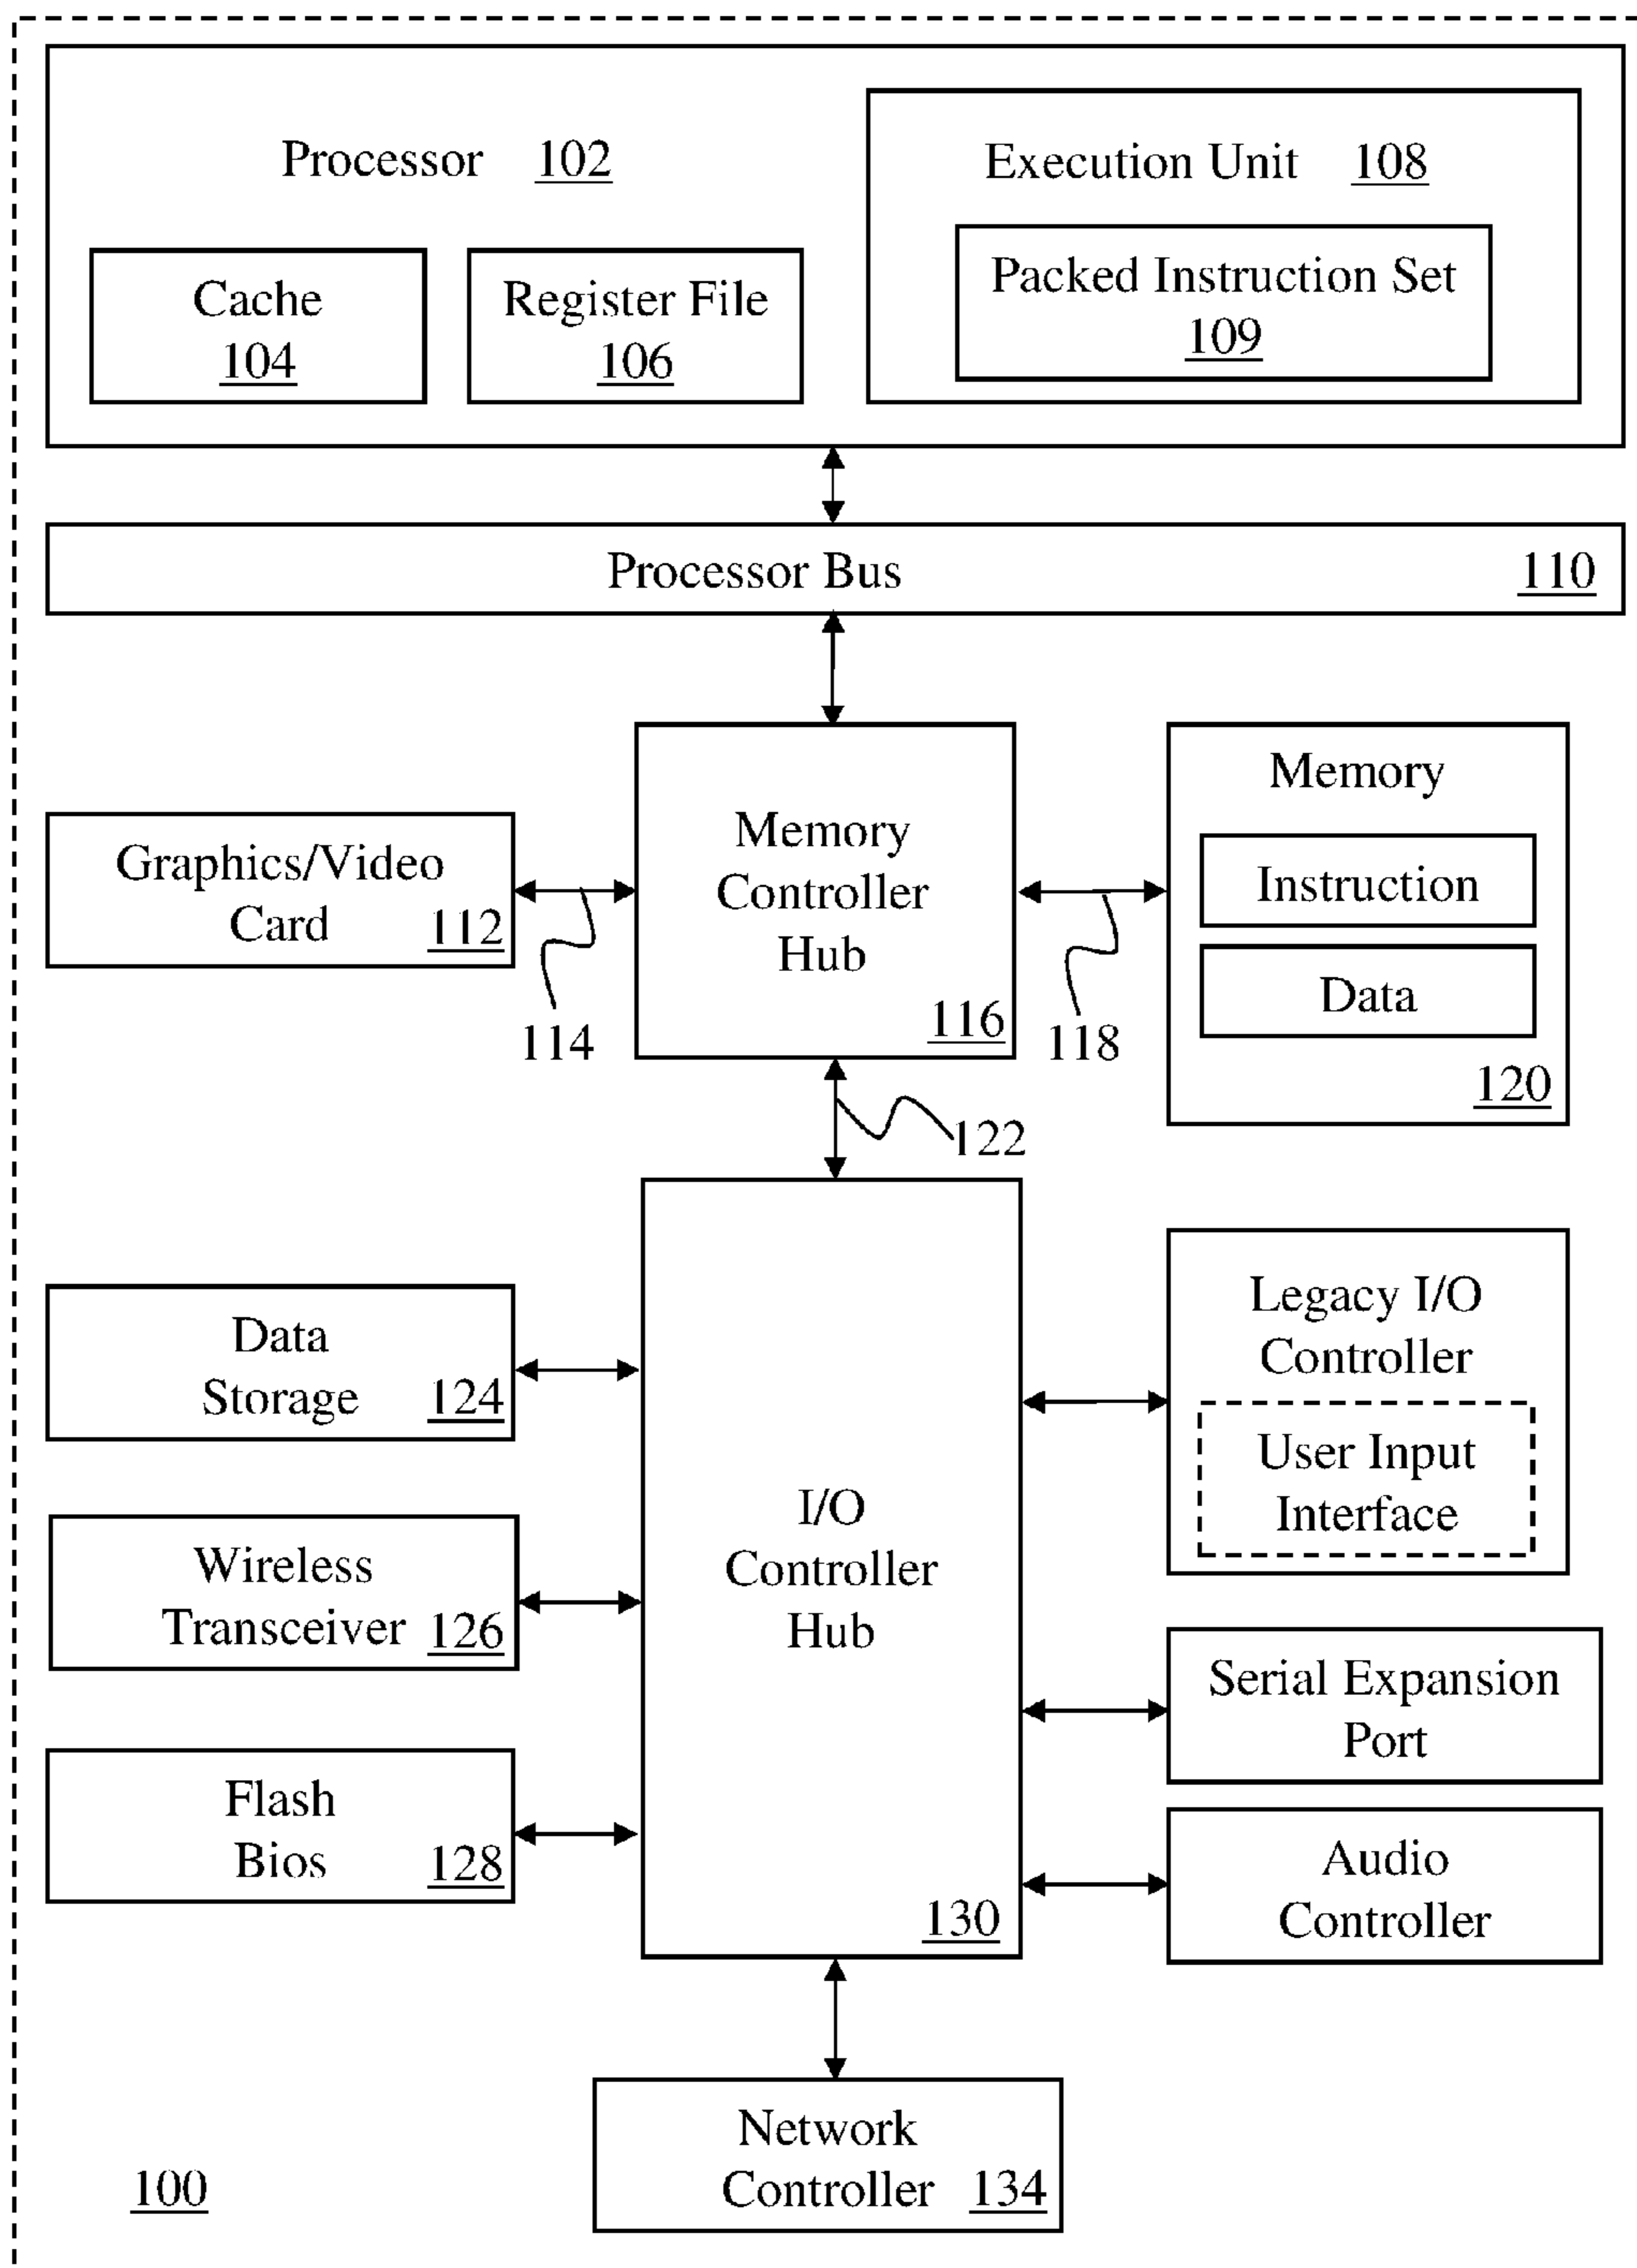 Processor 102
Execution Unit 108
Cache
104
Register File
106
Packed Instruction Set
109
Processor Bus 110
Graphics/Video
Card 112
114
Memory
Controller
Hub
116
118
Memory
Instruction
Data
120
122
Data
Storage 124
Wireless
Transceiver 126
Flash
Bios 128
I/O
Controller
Hub
130
Legacy I/O
Controller
User Input
Interface
Serial Expansion
Port
Audio
Controller
Network
Controller 134
100